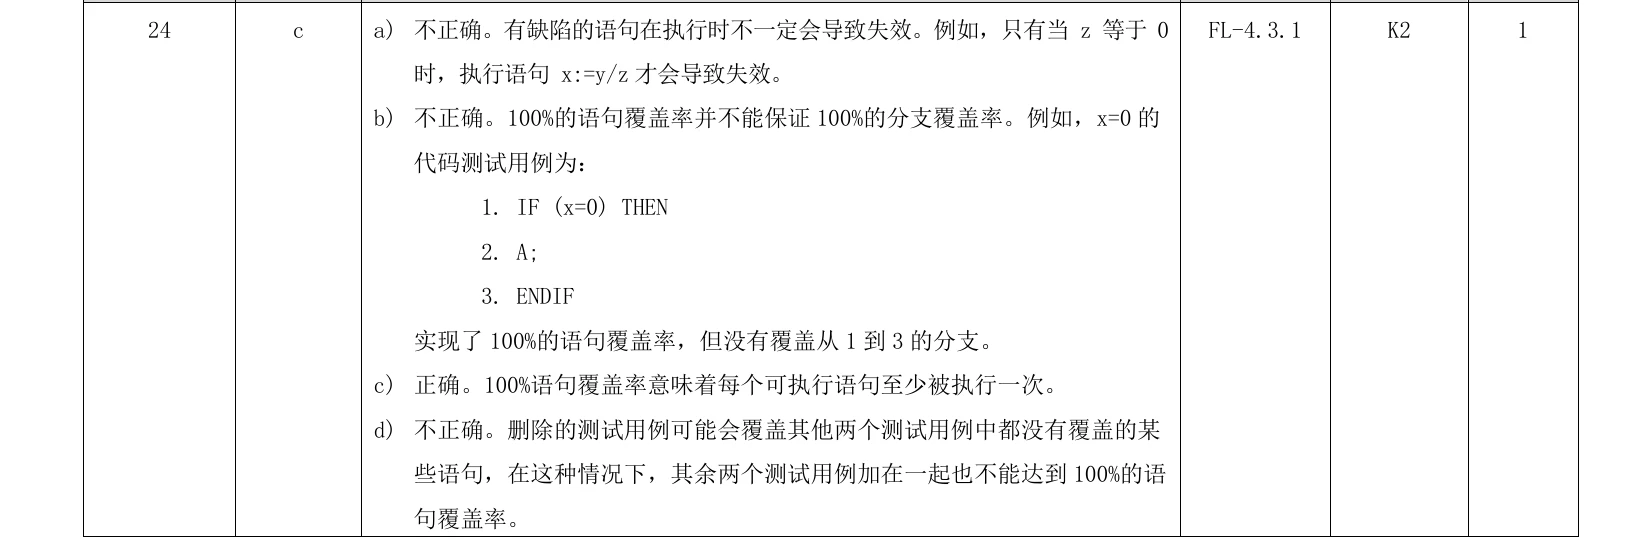 24 c a) 不正确。有缺陷的语句在执行时不一定会导致失效。例如，只有当 z 等于 0 FL-4.3.1 K2 1
时，执行语句 x:=y/z 才会导致失效。
b) 不正确。100%的语句覆盖率并不能保证 100%的分支覆盖率。例如，x=0 的
代码测试用例为：
1. IF (x=0) THEN
2. A;
3. ENDIF
实现了 100%的语句覆盖率，但没有覆盖从 1 到 3 的分支。
c) 正确。100%语句覆盖率意味着每个可执行语句至少被执行一次。
d) 不正确。删除的测试用例可能会覆盖其他两个测试用例中都没有覆盖的某
些语句，在这种情况下，其余两个测试用例加在一起也不能达到 100%的语
句覆盖率。